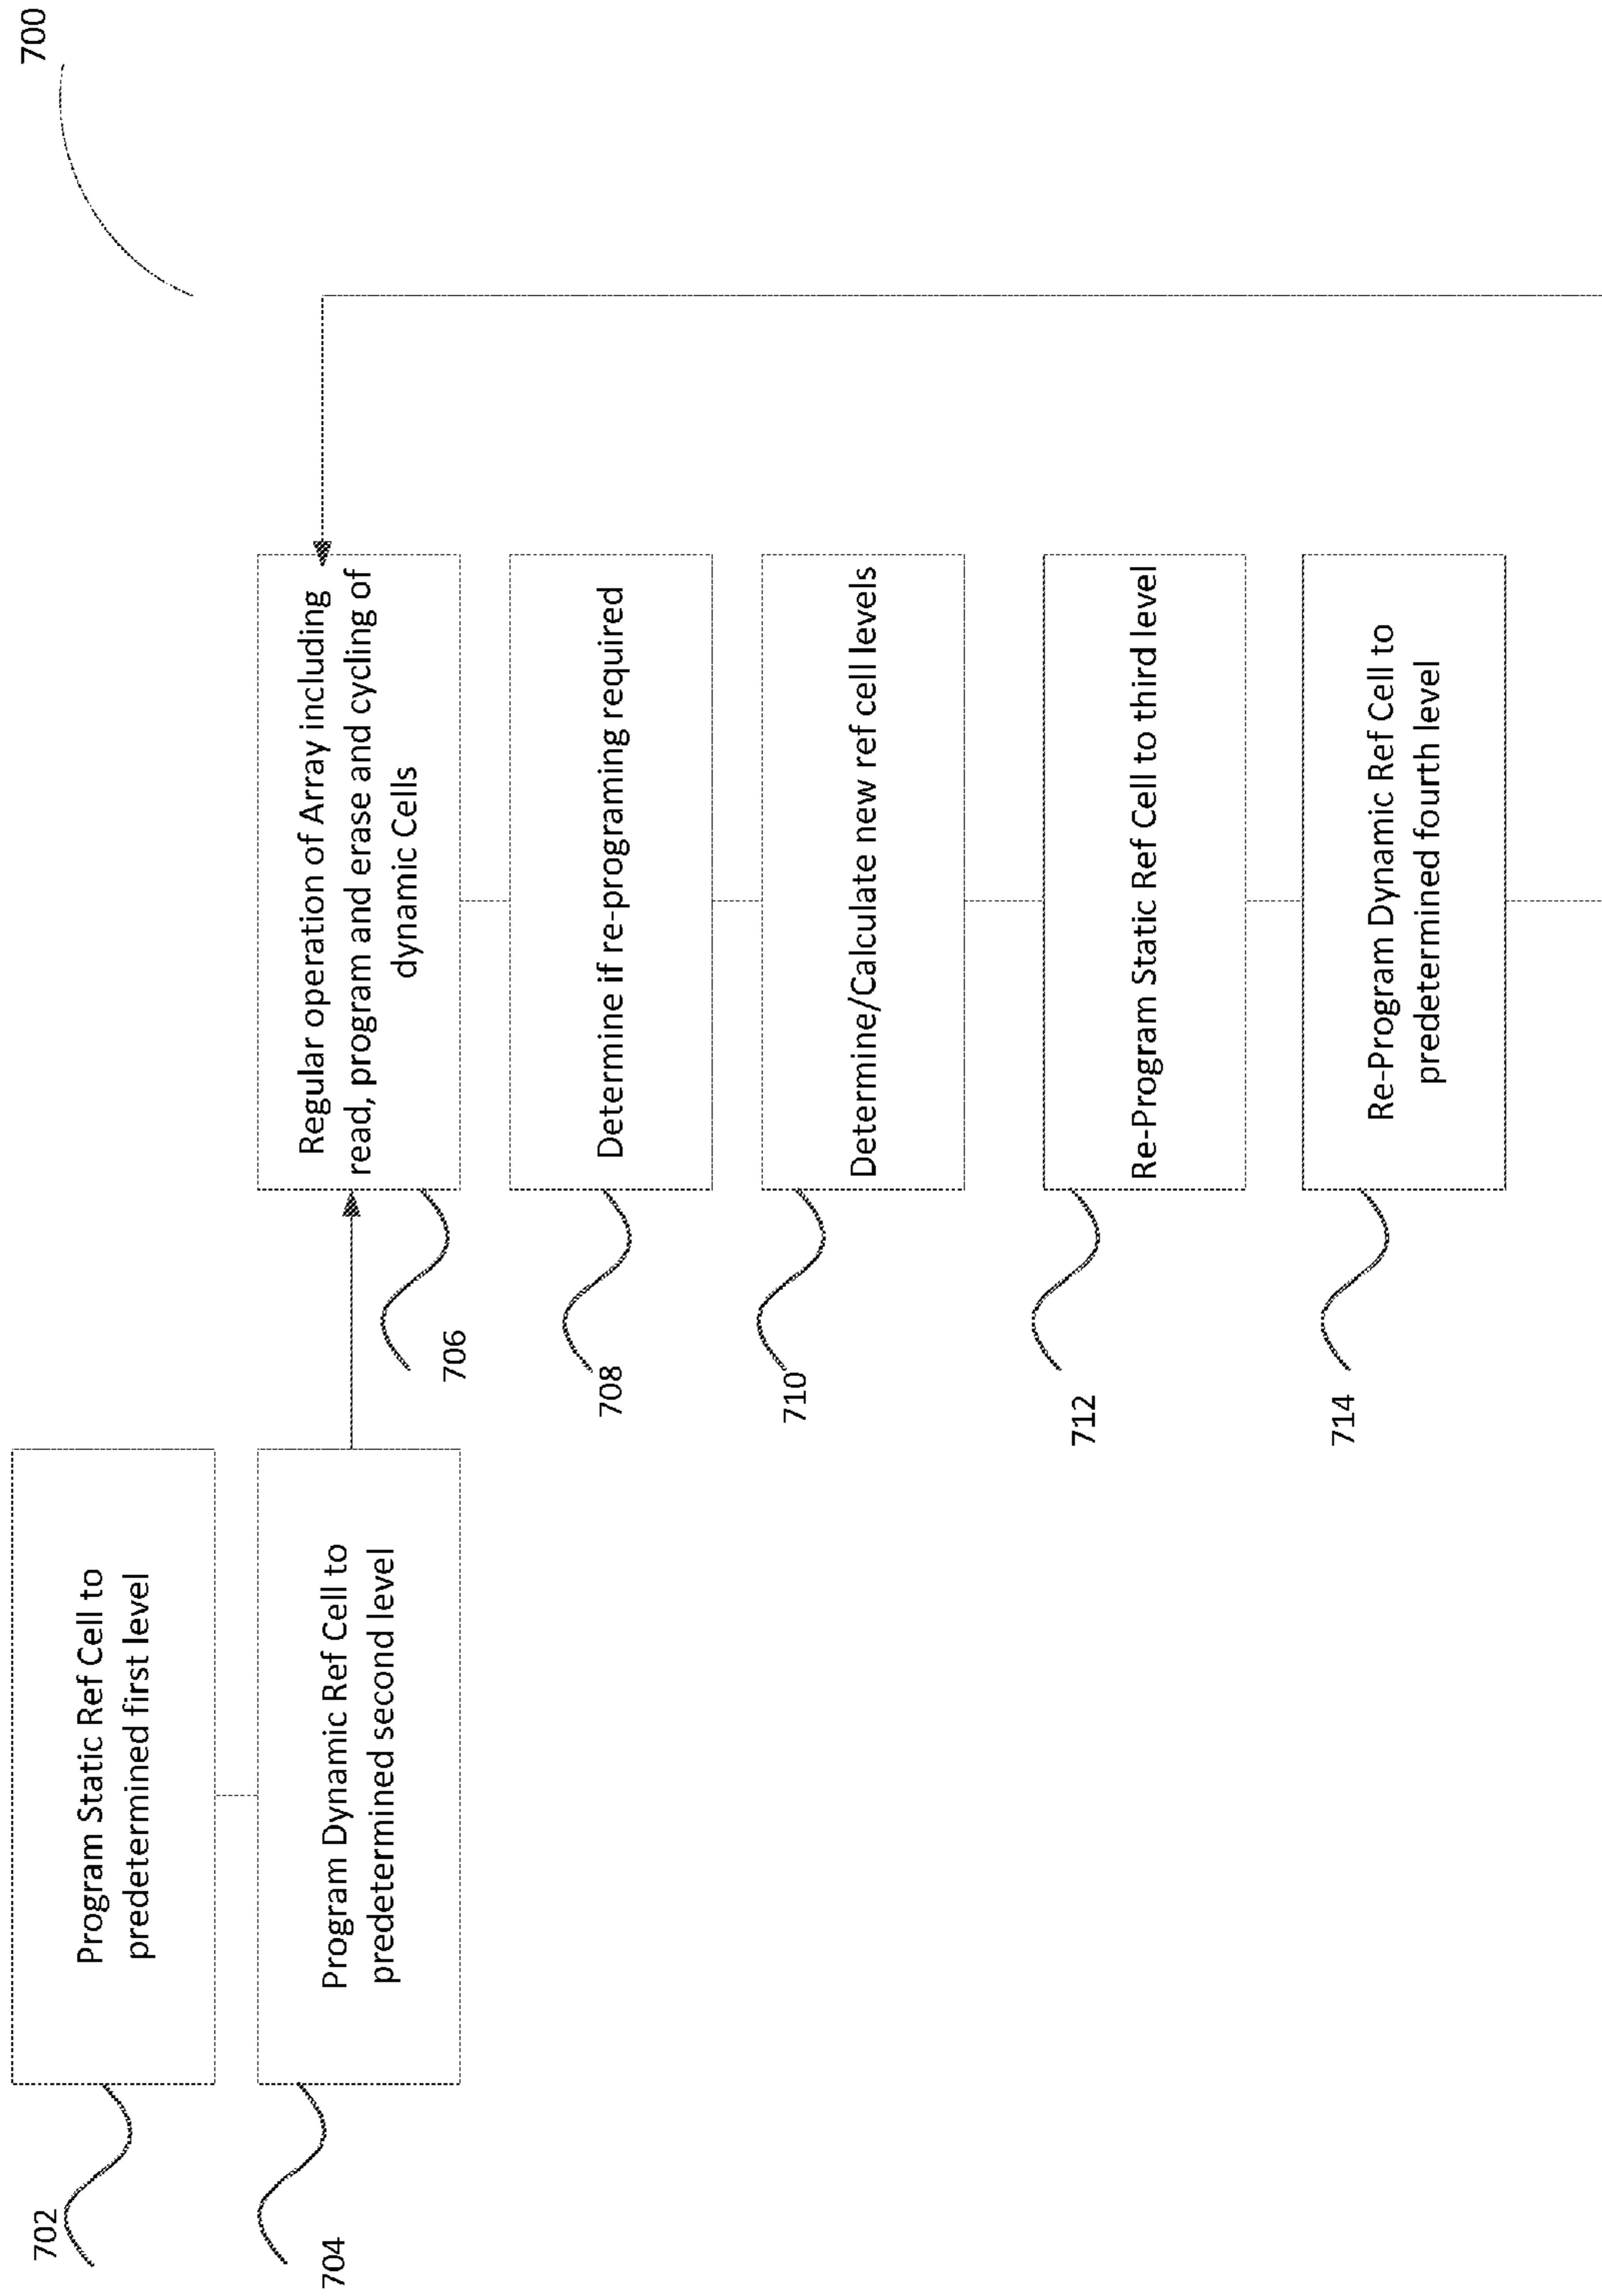 700
702
Program Static Ref Cell to
predetermined first level
704
Program Dynamic Ref Cell to
predetermined second level
706
Regular operation of Array including
read, program and erase and cycling of
dynamic Cells
708
Determine if re-programing required
710
Determine/Calculate new ref cell levels
712
Re-Program Static Ref Cell to third level
714
Re-Program Dynamic Ref Cell to
predetermined fourth level